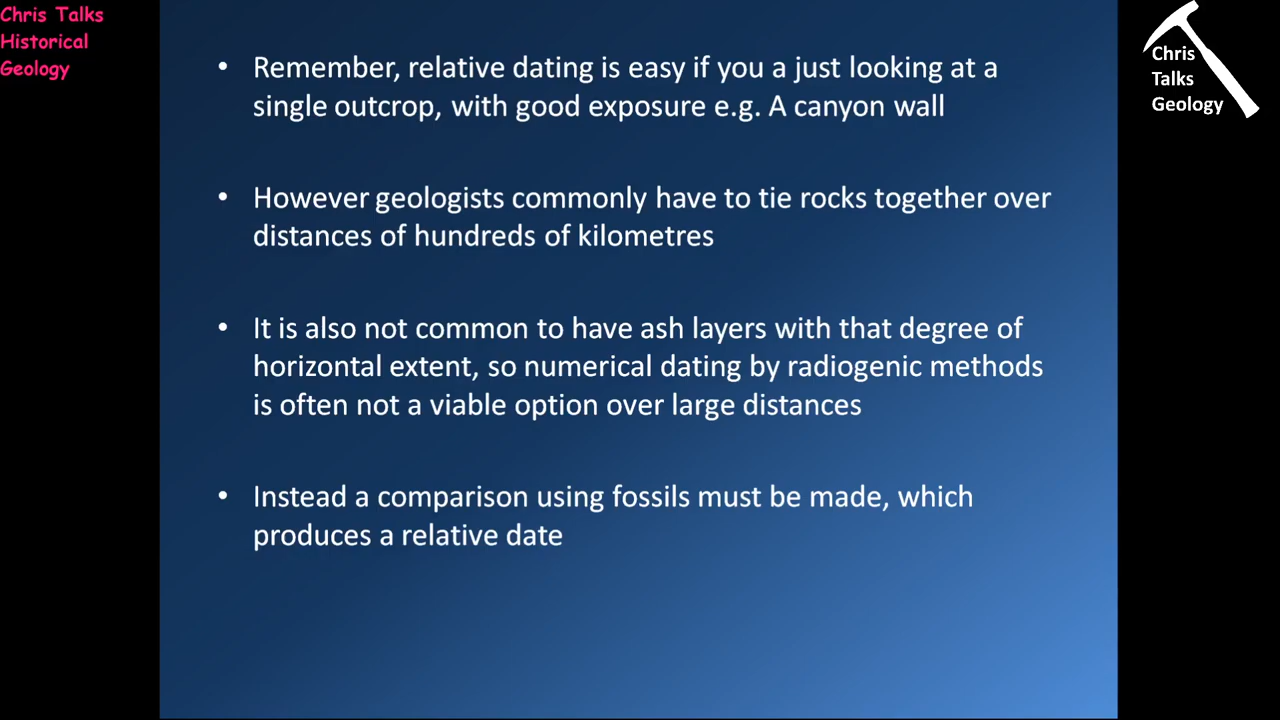 Chris Talks
Historical
Geology
Chris
Talks
Geology
• Remember, relative dating is easy if you a just looking at a
single outcrop, with good exposure e.g. A canyon wall
• However geologists commonly have to tie rocks together over
distances of hundreds of kilometres
• It is also not common to have ash layers with that degree of
horizontal extent, so numerical dating by radiogenic methods
is often not a viable option over large distances
• Instead a comparison using fossils must be made, which
produces a relative date